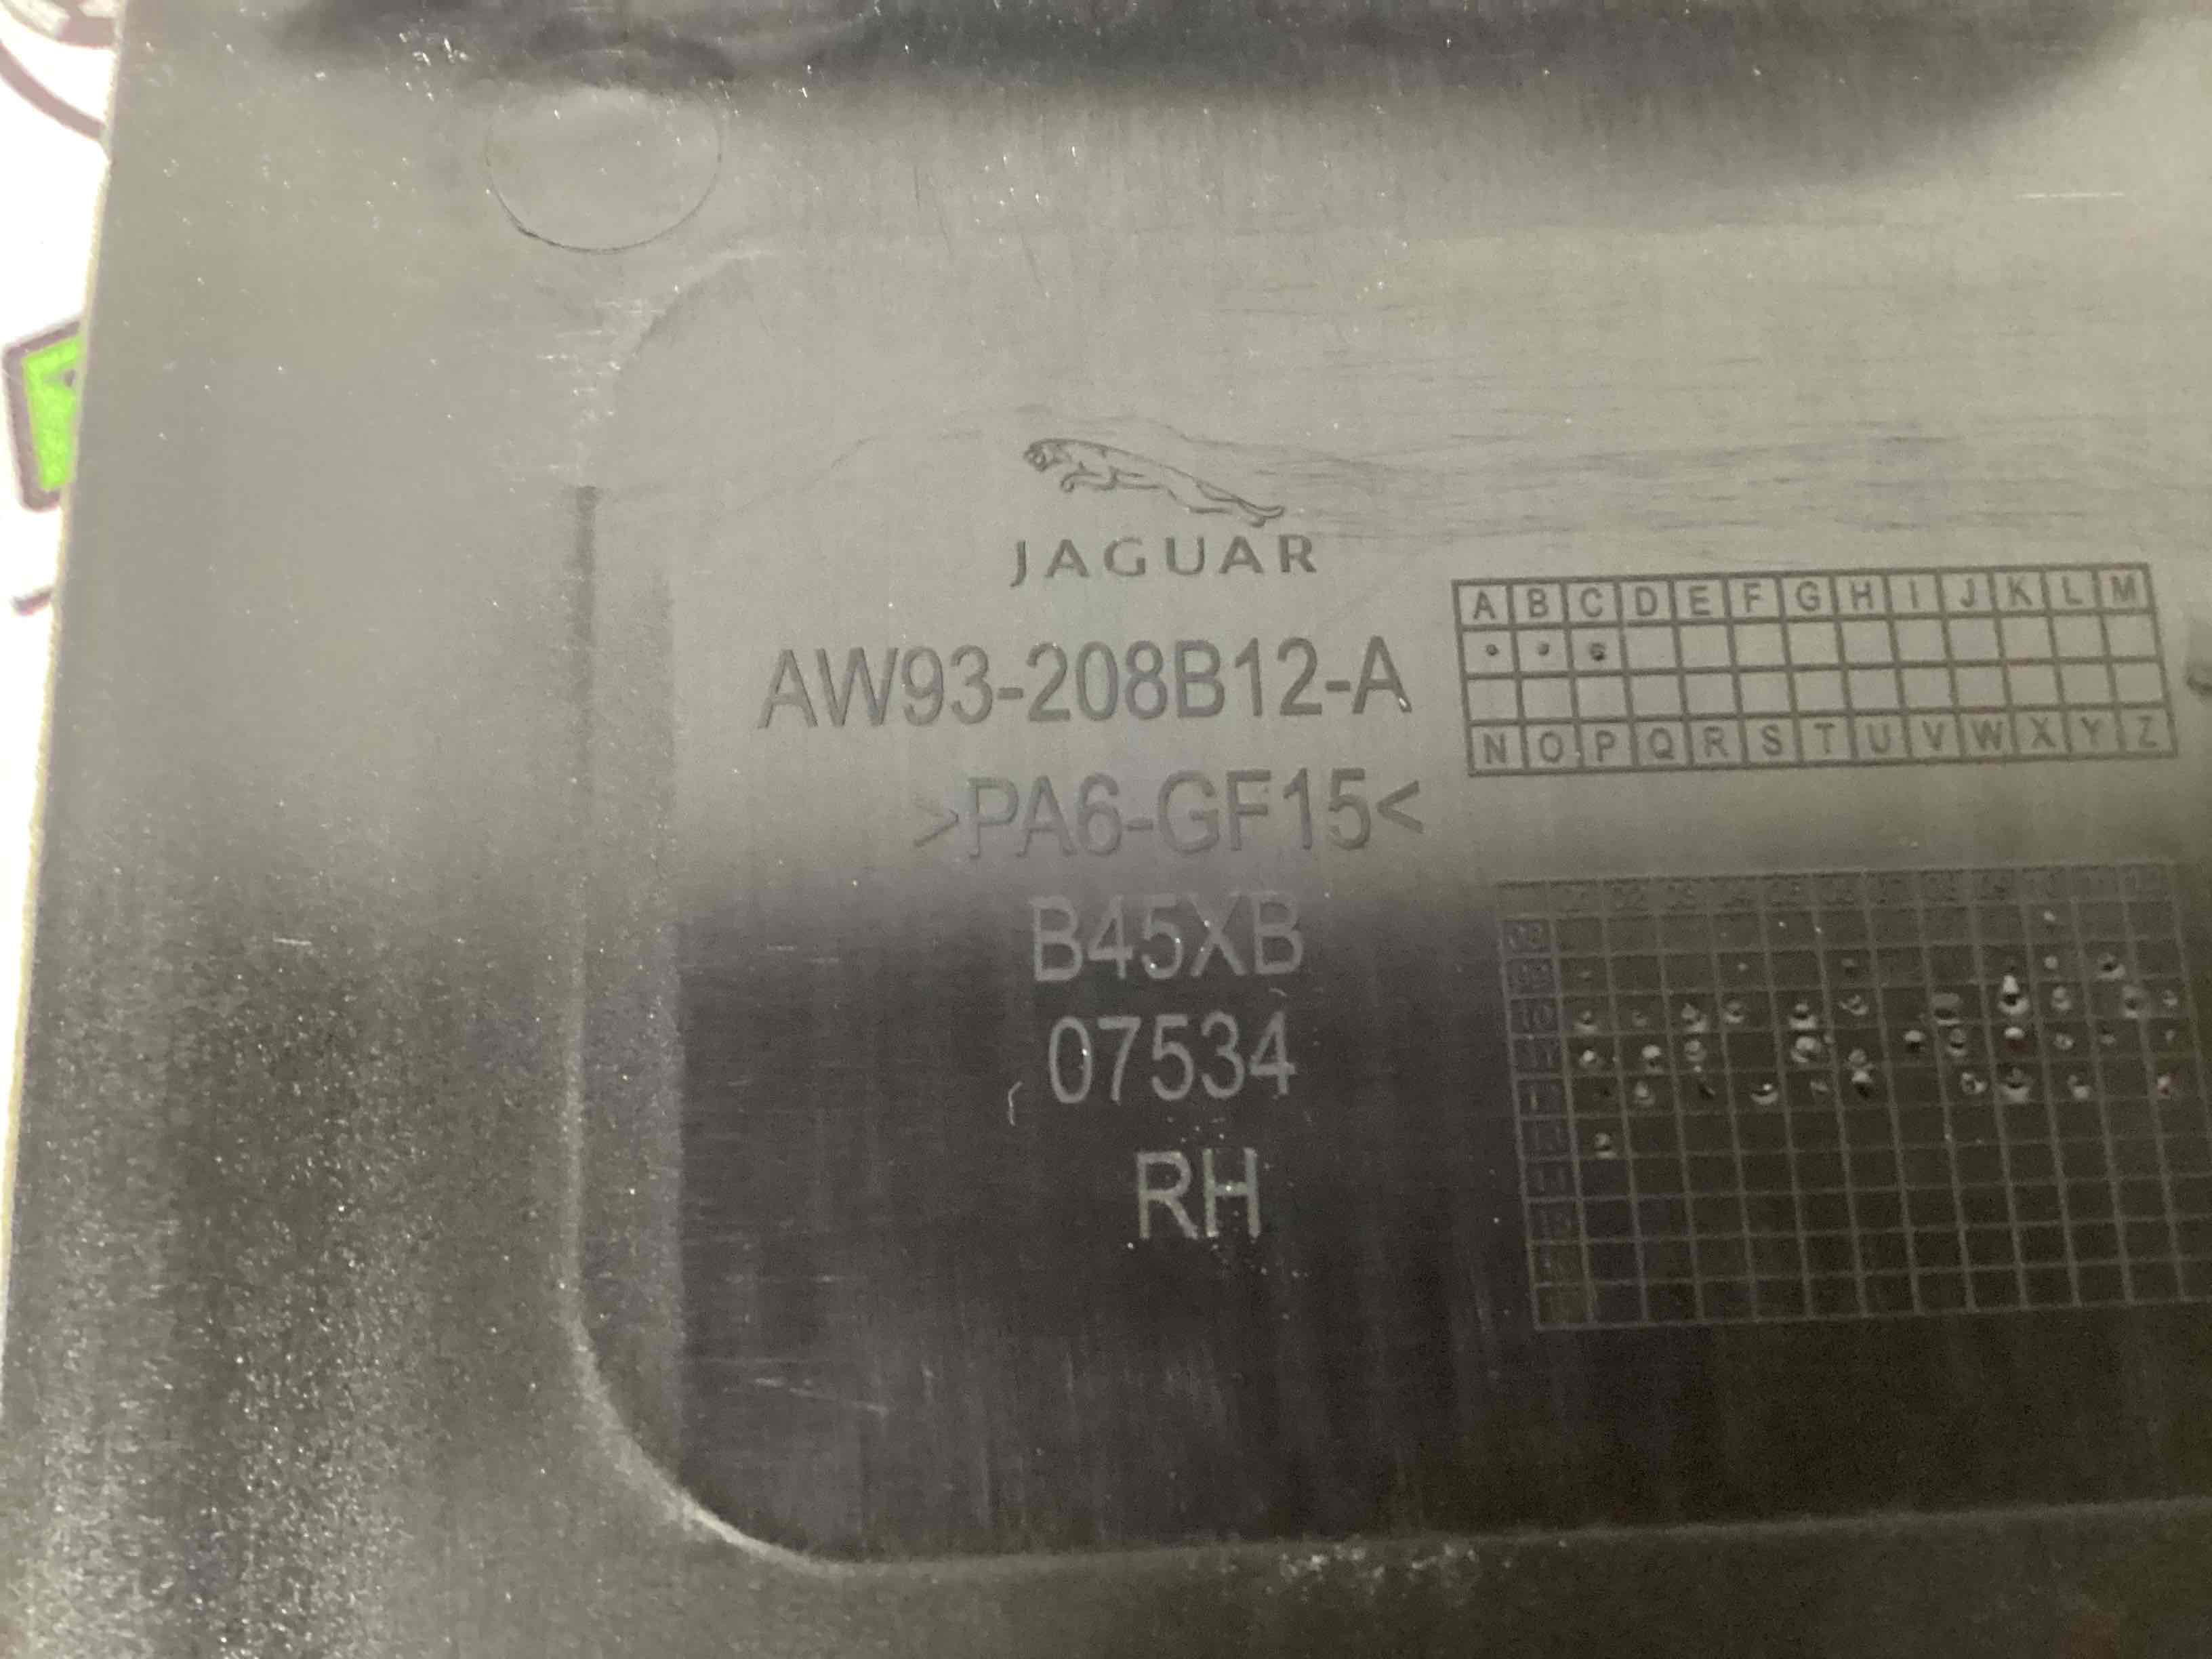 JAGUAR
AW93-208B12-A
>PA6-GF15<
B45XB
07534
RH
A B C D E F G H I J K L M
N O P Q R S T U V W X Y Z